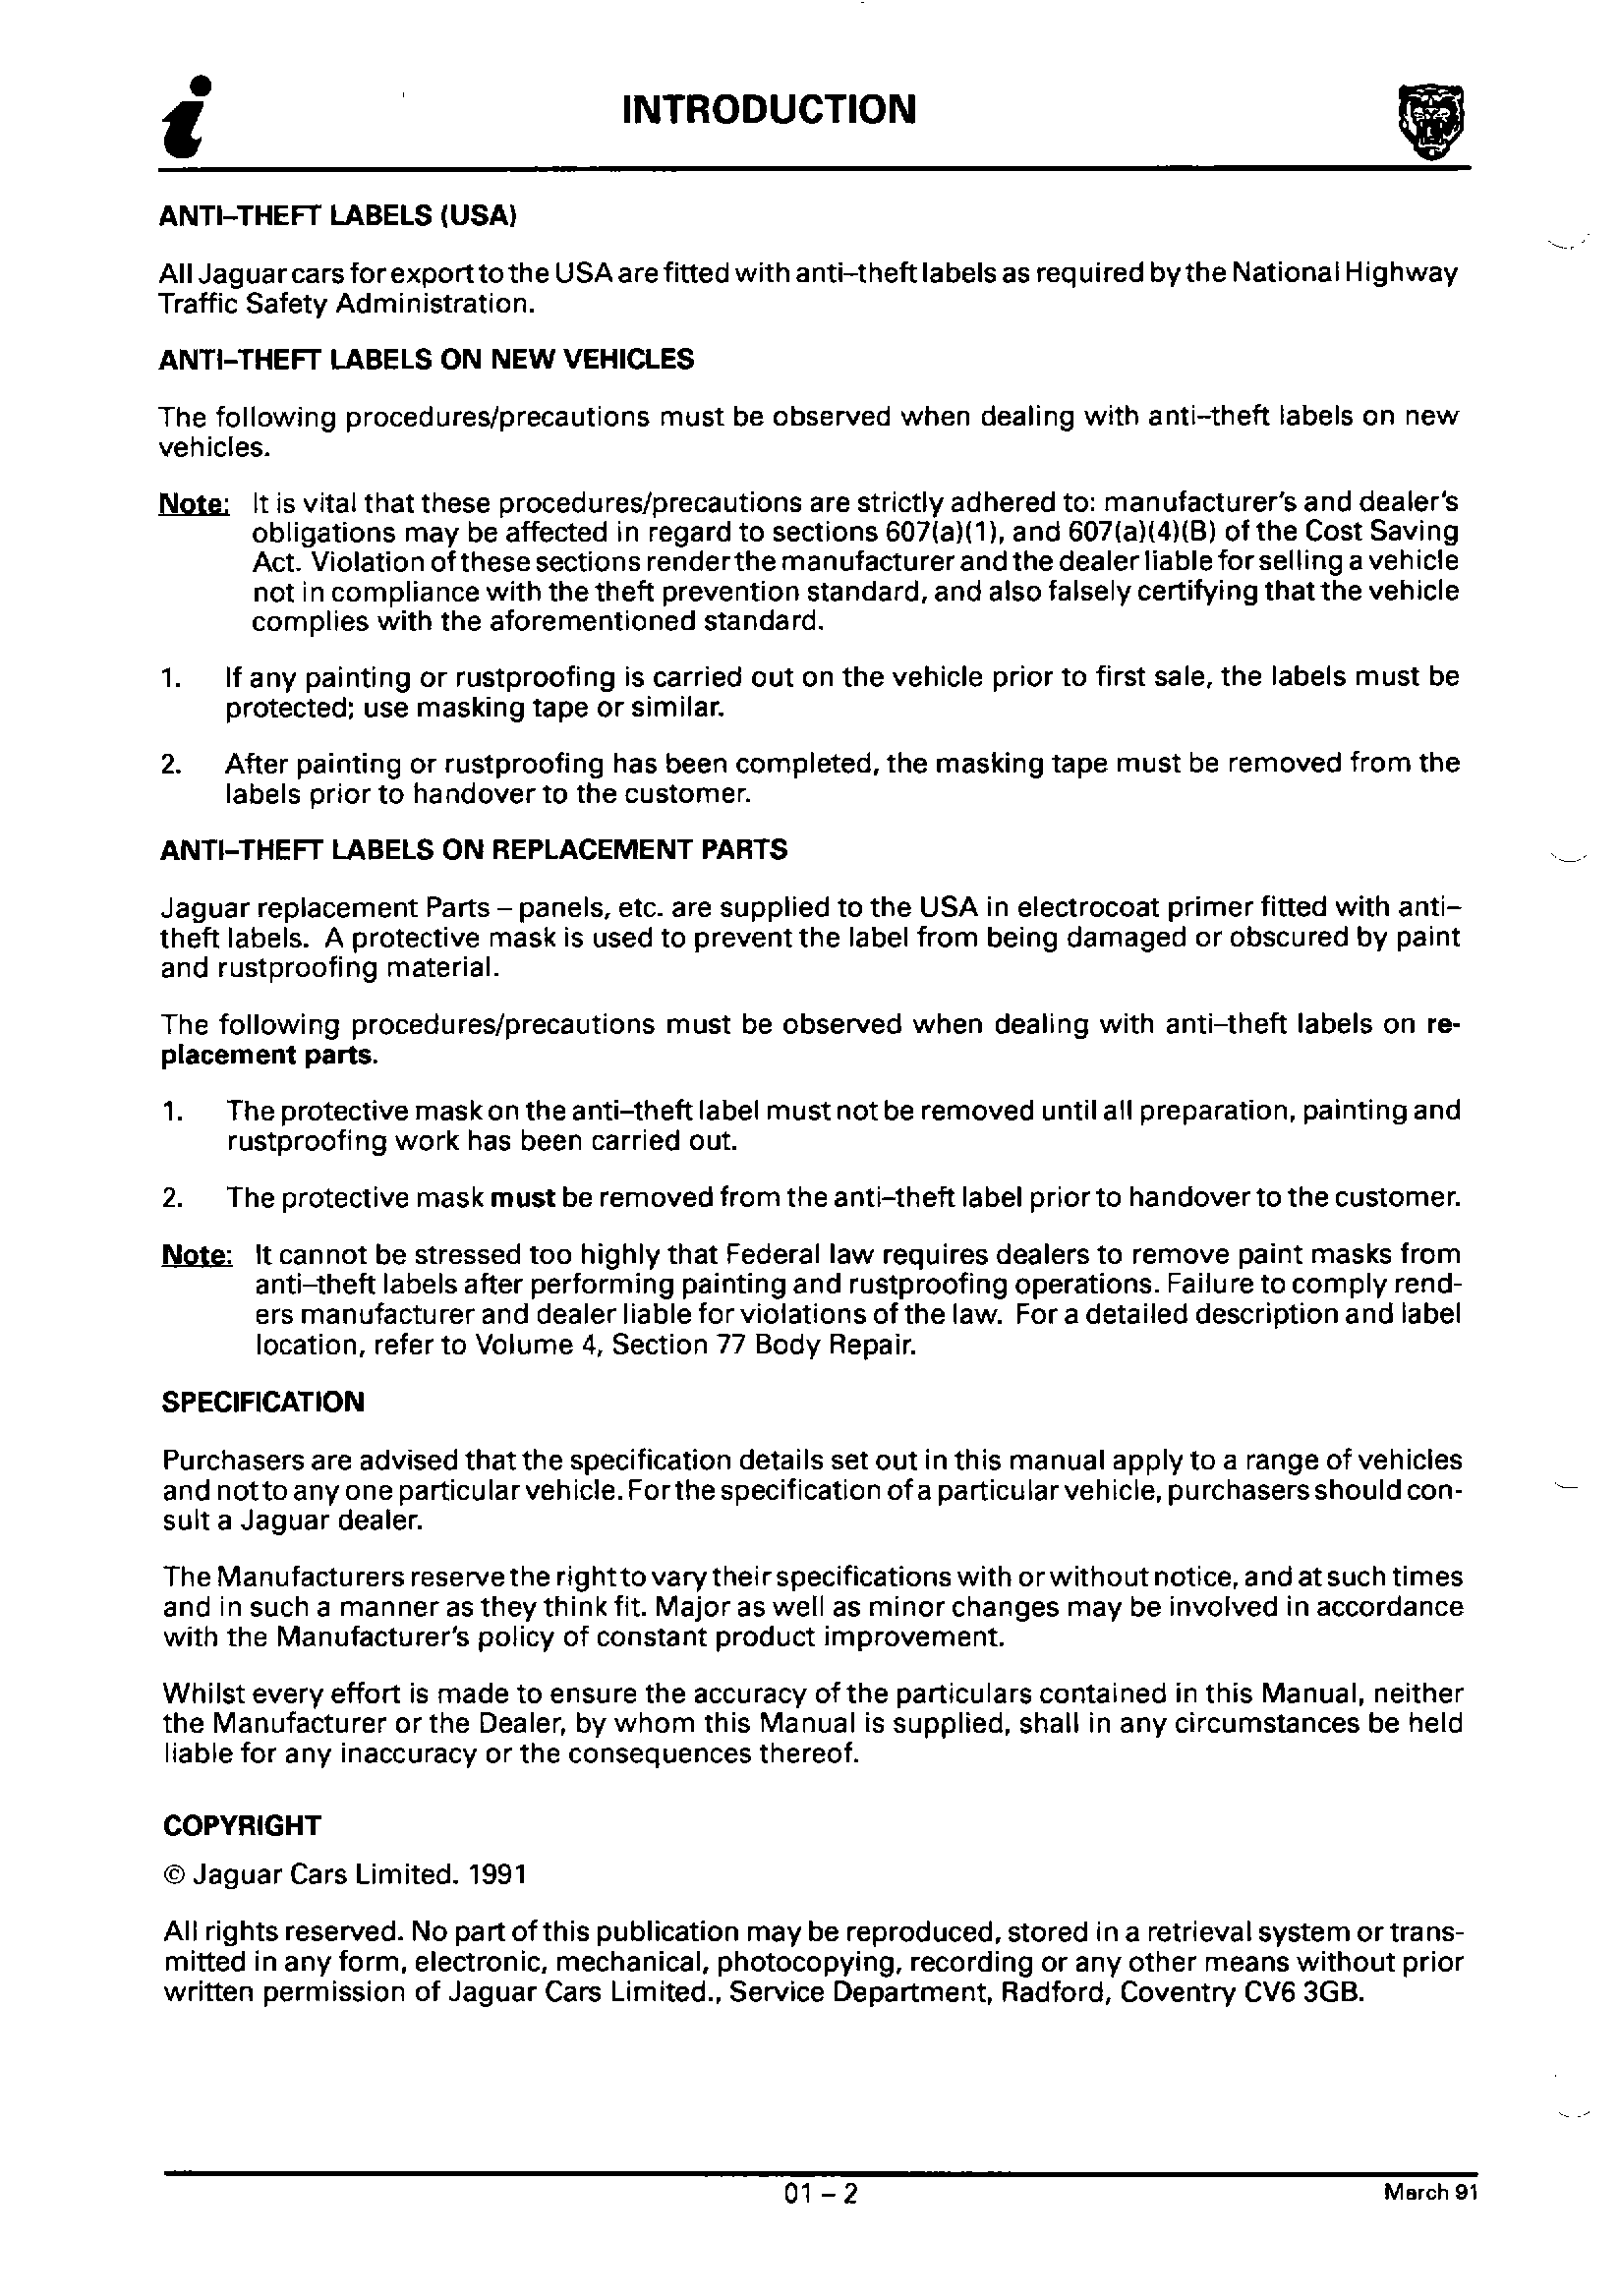 i
INTRODUCTION
ANTI–THEFT LABELS (USA)
All Jaguar cars for export to the USA are fitted with anti–theft labels as required by the National Highway
Traffic Safety Administration.
ANTI–THEFT LABELS ON NEW VEHICLES
The following procedures/precautions must be observed when dealing with anti–theft labels on new
vehicles.
Note: It is vital that these procedures/precautions are strictly adhered to: manufacturer's and dealer's
obligations may be affected in regard to sections 607(a)(1), and 607(a)(4)(B) of the Cost Saving
Act. Violation of these sections render the manufacturer and the dealer liable for selling a vehicle
not in compliance with the theft prevention standard, and also falsely certifying that the vehicle
complies with the aforementioned standard.
1. If any painting or rustproofing is carried out on the vehicle prior to first sale, the labels must be
protected; use masking tape or similar.
2. After painting or rustproofing has been completed, the masking tape must be removed from the
labels prior to handover to the customer.
ANTI–THEFT LABELS ON REPLACEMENT PARTS
Jaguar replacement Parts – panels, etc. are supplied to the USA in electrocoat primer fitted with anti–
theft labels. A protective mask is used to prevent the label from being damaged or obscured by paint
and rustproofing material.
The following procedures/precautions must be observed when dealing with anti–theft labels on re-
placement parts.
1. The protective mask on the anti–theft label must not be removed until all preparation, painting and
rustproofing work has been carried out.
2. The protective mask must be removed from the anti–theft label prior to handover to the customer.
Note: It cannot be stressed too highly that Federal law requires dealers to remove paint masks from
anti–theft labels after performing painting and rustproofing operations. Failure to comply rend-
ers manufacturer and dealer liable for violations of the law. For a detailed description and label
location, refer to Volume 4, Section 77 Body Repair.
SPECIFICATION
Purchasers are advised that the specification details set out in this manual apply to a range of vehicles
and not to any one particular vehicle. For the specification of a particular vehicle, purchasers should con-
sult a Jaguar dealer.
The Manufacturers reserve the right to vary their specifications with or without notice, and at such times
and in such a manner as they think fit. Major as well as minor changes may be involved in accordance
with the Manufacturer's policy of constant product improvement.
Whilst every effort is made to ensure the accuracy of the particulars contained in this Manual, neither
the Manufacturer or the Dealer, by whom this Manual is supplied, shall in any circumstances be held
liable for any inaccuracy or the consequences thereof.
COPYRIGHT
© Jaguar Cars Limited. 1991
All rights reserved. No part of this publication may be reproduced, stored in a retrieval system or trans-
mitted in any form, electronic, mechanical, photocopying, recording or any other means without prior
written permission of Jaguar Cars Limited., Service Department, Radford, Coventry CV6 3GB.
01 – 2
March 91